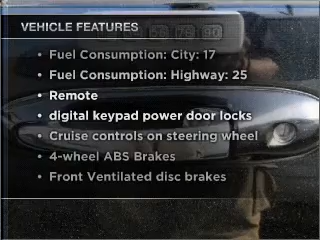 VEHICLE FEATURES
• Fuel Consumption: City: 17
• Fuel Consumption: Highway: 25
• Remote
• digital keypad power door locks
• Cruise controls on steering wheel
• 4-wheel ABS Brakes
• Front Ventilated disc brakes